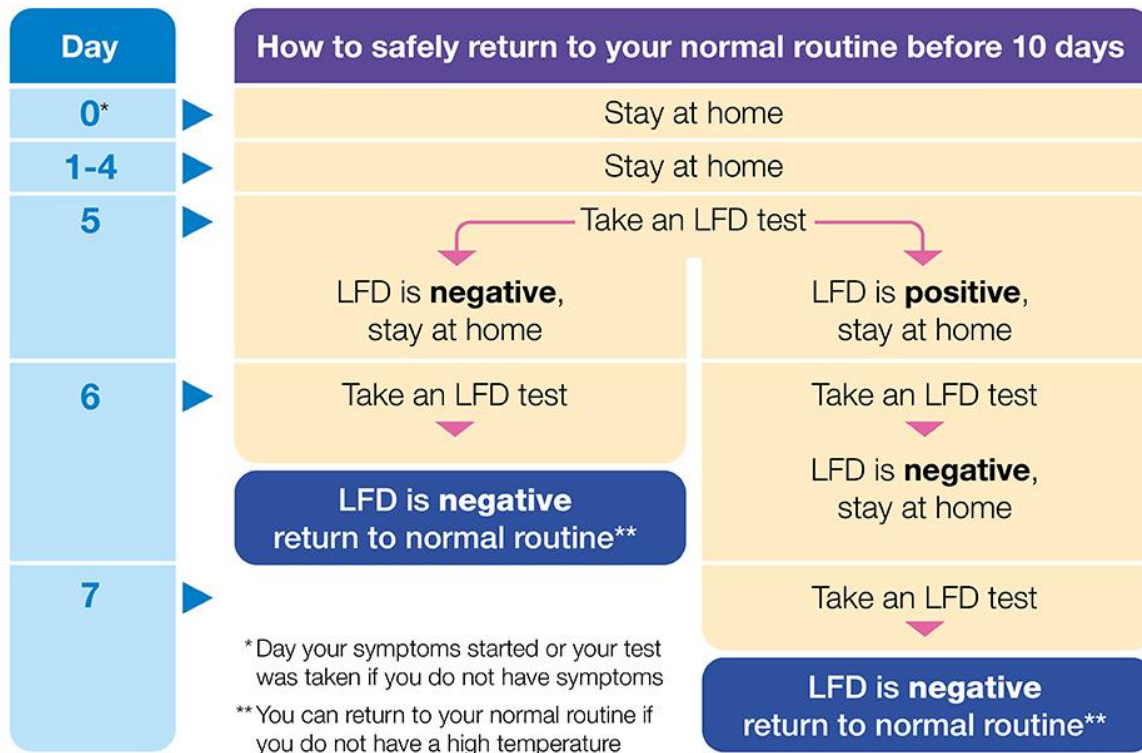 Day
How to safely return to your normal routine before 10 days
0*
Stay at home
1-4
Stay at home
5
Take an LFD test
LFD is negative,
stay at home
LFD is positive,
stay at home
6
Take an LFD test
LFD is negative
return to normal routine**
Take an LFD test
LFD is negative,
stay at home
7
Take an LFD test
LFD is negative
return to normal routine**
* Day your symptoms started or your test
was taken if you do not have symptoms
** You can return to your normal routine if
you do not have a high temperature